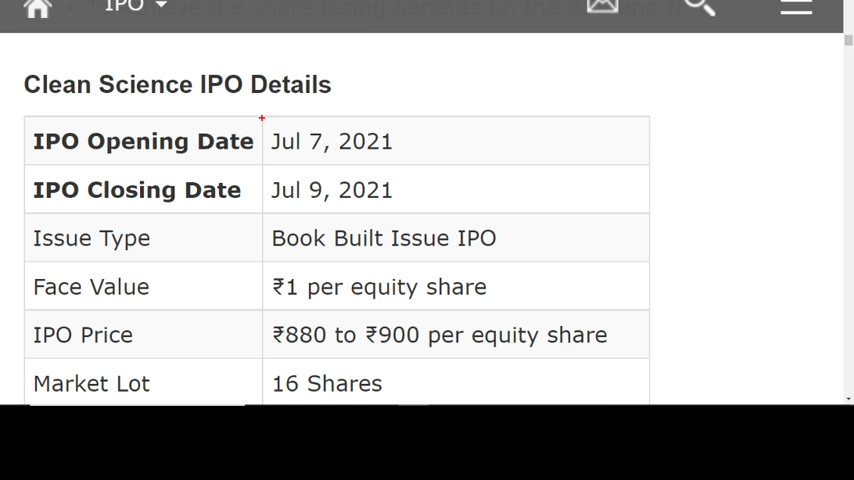 IPO
Clean Science IPO Details
IPO Opening Date Jul 7, 2021
IPO Closing Date Jul 9, 2021
Issue Type Book Built Issue IPO
Face Value ₹1 per equity share
IPO Price ₹880 to ₹900 per equity share
Market Lot 16 Shares